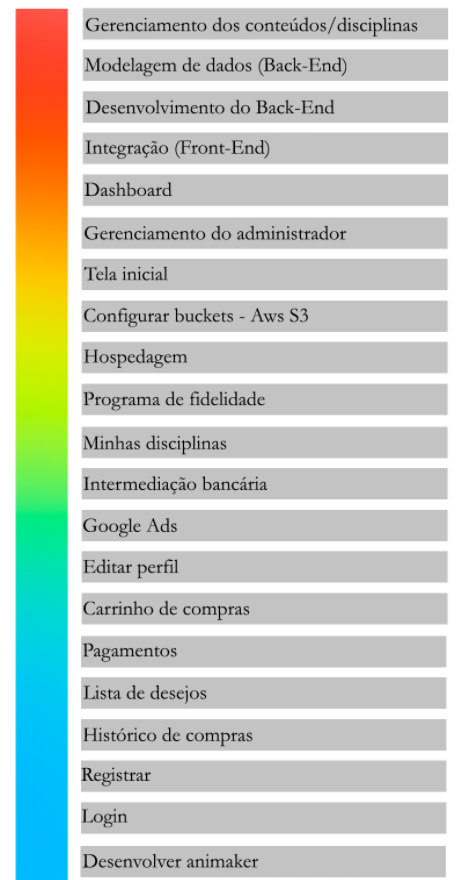 Gerenciamento dos conteúdos/disciplinas
Modelagem de dados (Back-End)
Desenvolvimento do Back-End
Integração (Front-End)
Dashboard
Gerenciamento do administrador
Tela inicial
Configurar buckets - Aws S3
Hospedagem
Programa de fidelidade
Minhas disciplinas
Intermediação bancária
Google Ads
Editar perfil
Carrinho de compras
Pagamentos
Lista de desejos
Histórico de compras
Registrar
Login
Desenvolver animaker